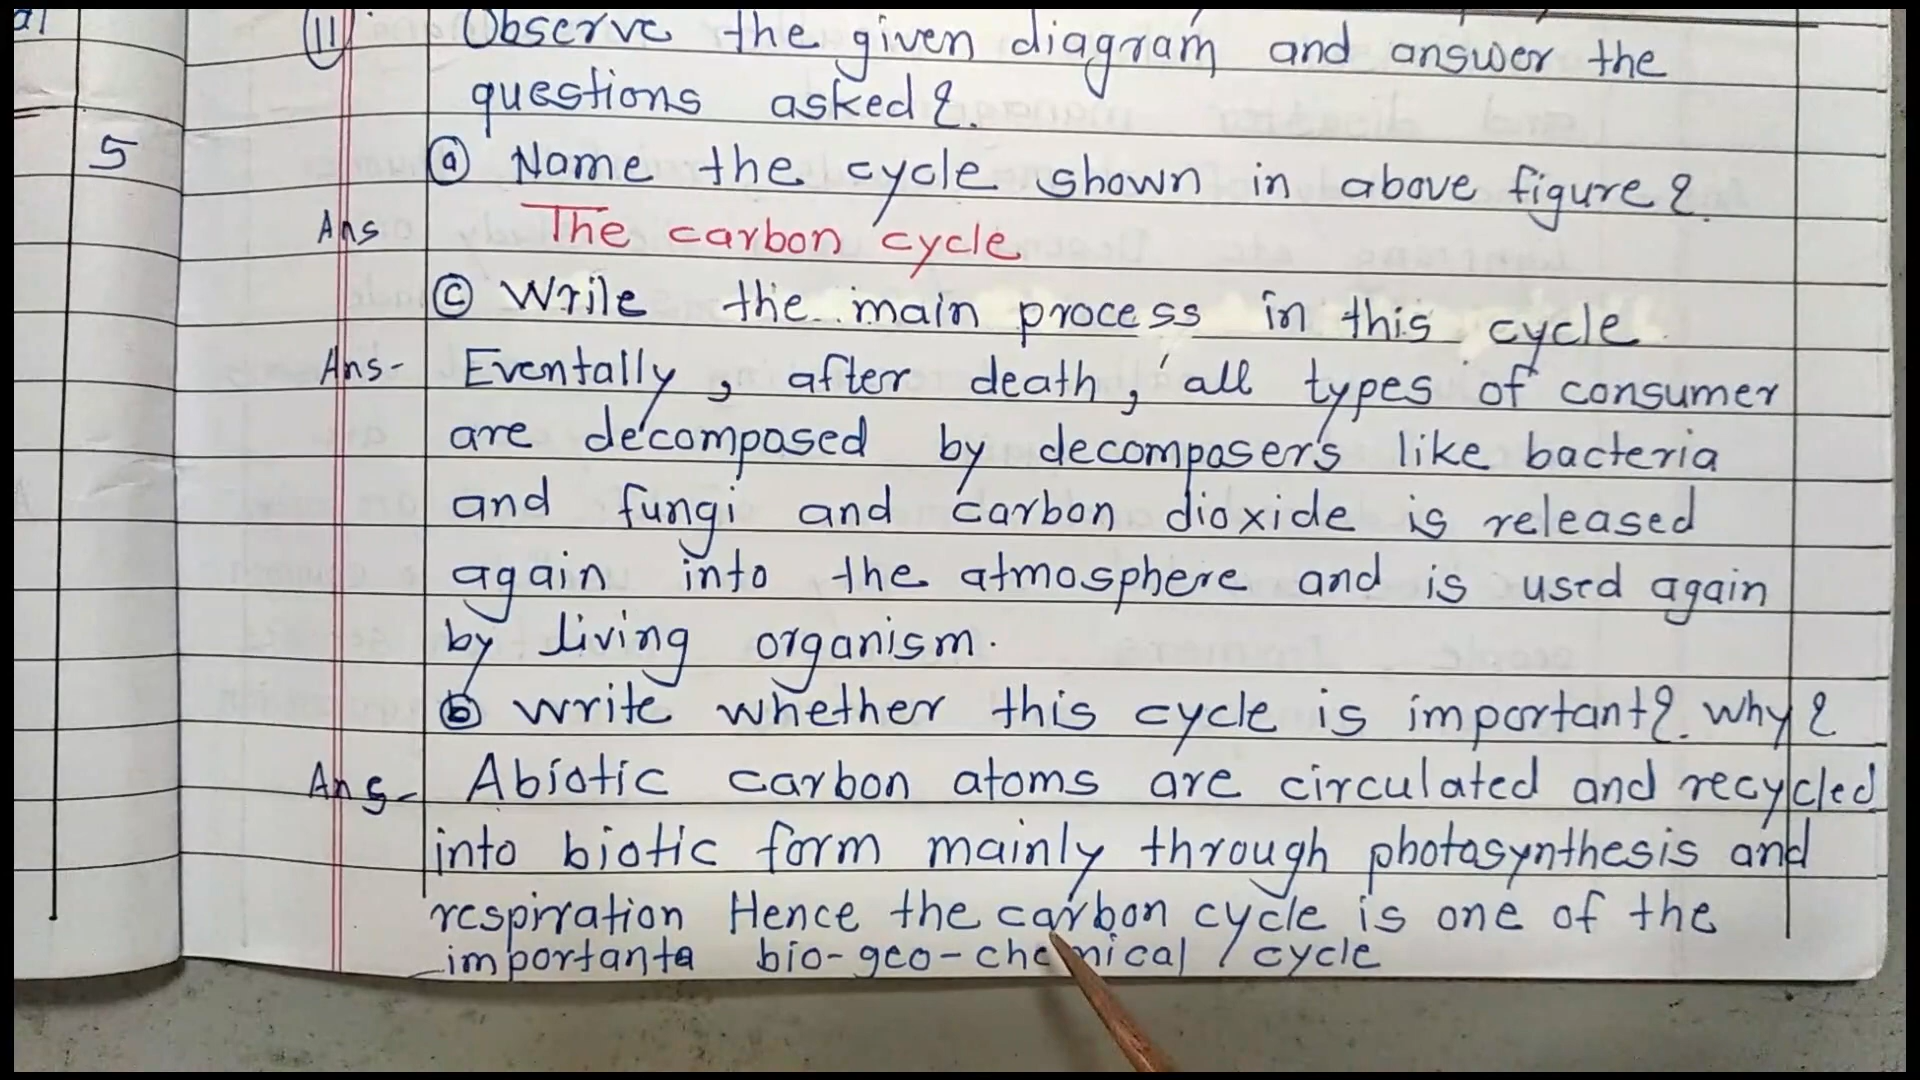 11 Observe the given diagram and answer the
questions asked?
5
a Name the cycle shown in above figure?
Ans The carbon cycle
c Write the main process in this cycle
Ans- Eventally, after death, all types of consumer
are decomposed by decomposers like bacteria
and fungi and carbon dioxide is released
again into the atmosphere and is used again
by living organism.
b write whether this cycle is important? why?
Ans- Abiotic carbon atoms are circulated and recycled
into biotic form mainly through photosynthesis and
respiration Hence the carbon cycle is one of the
importanta bio-geo-chemical cycle